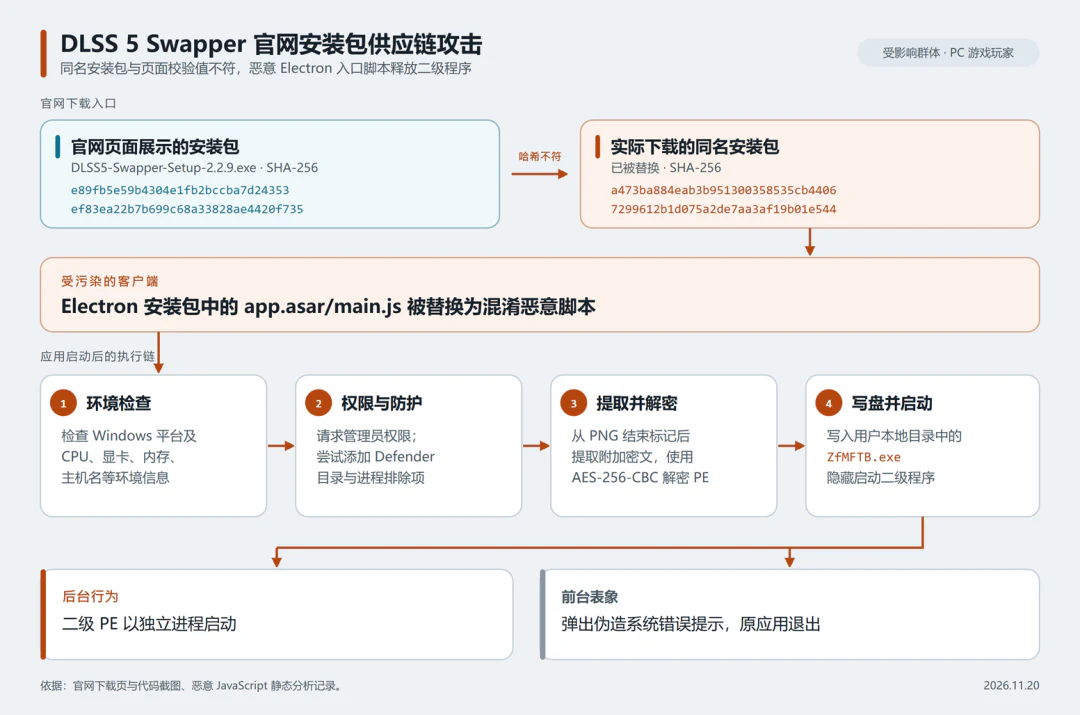 DLSS 5 Swapper 官网安装包供应链攻击
同名安装包与页面校验值不符，恶意 Electron 入口脚本释放二级程序
受影响群体 · PC 游戏玩家
官网下载入口
官网页面展示的安装包
DLSS5-Swapper-Setup-2.2.9.exe · SHA-256
e89fb5e59b4304e1fb2bccba7d24353
ef83ea22b7b699c68a33828ae4420f735
哈希不符
实际下载的同名安装包
已被替换 · SHA-256
a473ba884eab3b951300358535cb4406
7299612b1d075a2de7aa3af19b01e544
受污染的客户端
Electron 安装包中的 app.asar/main.js 被替换为混淆恶意脚本
应用启动后的执行链
1 环境检查
检查 Windows 平台及
CPU、显卡、内存、
主机名等环境信息
2 权限与防护
请求管理员权限；
尝试添加 Defender
目录与进程排除项
3 提取并解密
从 PNG 结束标记后
提取附加密文，使用
AES-256-CBC 解密 PE
4 写盘并启动
写入用户本地目录中的
ZfMFTB.exe
隐藏启动二级程序
后台行为
二级 PE 以独立进程启动
前台表象
弹出伪造系统错误提示，原应用退出
依据：官网下载页与代码截图、恶意 JavaScript 静态分析记录。
2026.11.20